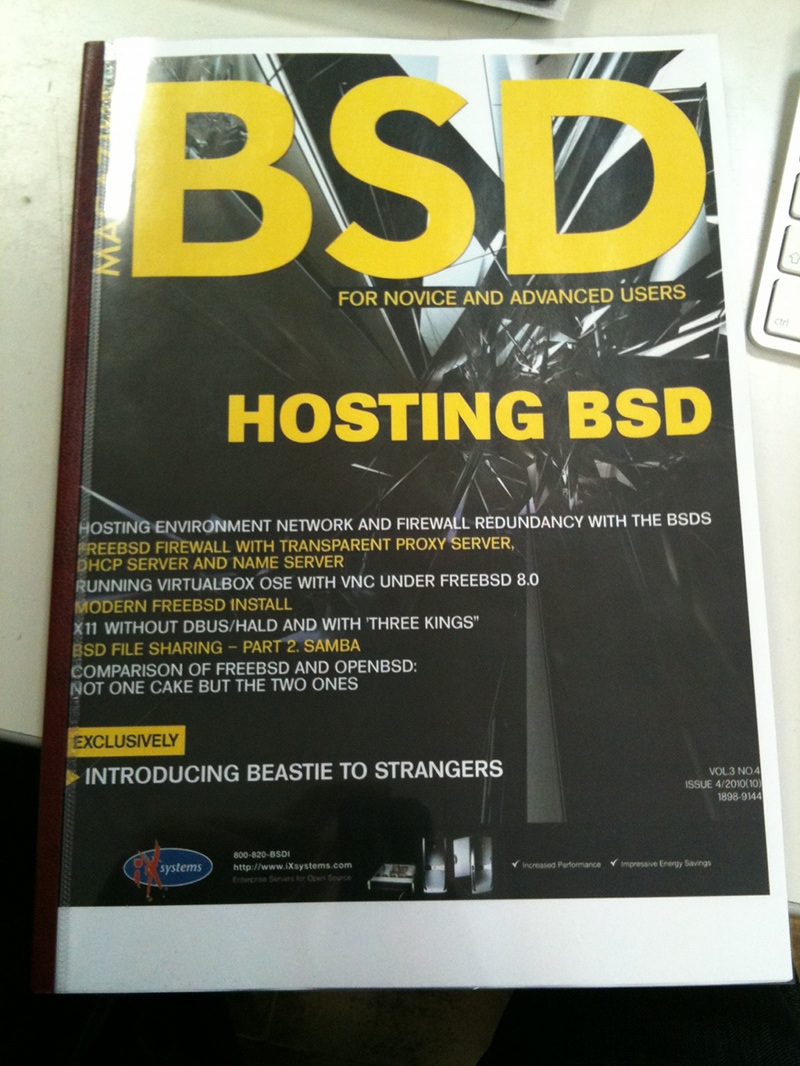 BSD
FOR NOVICE AND ADVANCED USERS
HOSTING BSD
HOSTING ENVIRONMENT NETWORK AND FIREWALL REDUNDANCY WITH THE BSDS
FREEBSD FIREWALL WITH TRANSPARENT PROXY SERVER,
DHCP SERVER AND NAME SERVER
RUNNING VIRTUALBOX OSE WITH VNC UNDER FREEBSD 8.0
MODERN FREEBSD INSTALL
X11 WITHOUT DBUS/HALD AND WITH 'THREE KINGS"
BSD FILE SHARING – PART 2. SAMBA
COMPARISON OF FREEBSD AND OPENBSD:
NOT ONE CAKE BUT THE TWO ONES
EXCLUSIVELY
INTRODUCING BEASTIE TO STRANGERS
VOL.3 NO.4
ISSUE 4/2010(10)
1898-9144
iX systems
800-820-BSDI
http://www.iXsystems.com
Enterprise Servers for Open Source
Increased Performance
Impressive Energy Savings
ctrl